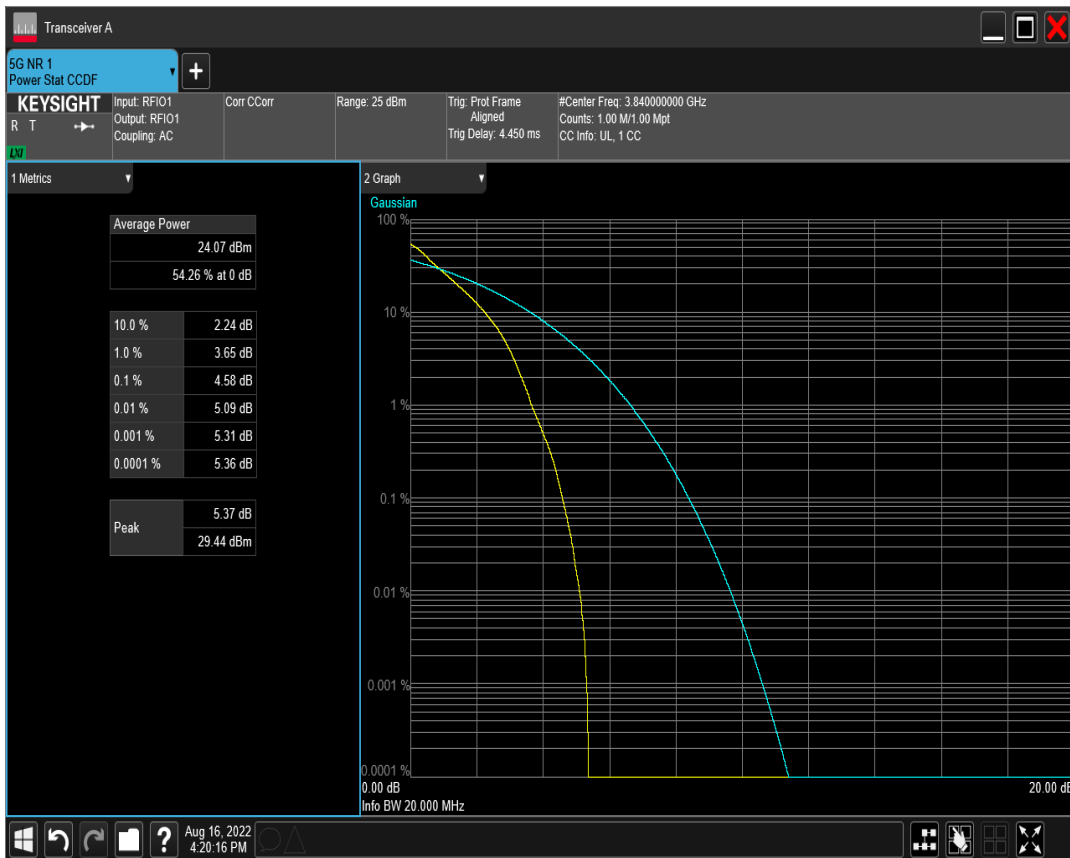 Transceiver A
5G NR 1
Power Stat CCDF
KEYSIGHT
R T
LXI
Input: RFIO1
Output: RFIO1
Coupling: AC
Corr CCorr
Range: 25 dBm
Trig: Prot Frame
Aligned
Trig Delay: 4.450 ms
#Center Freq: 3.840000000 GHz
Counts: 1.00 M/1.00 Mpt
CC Info: UL, 1 CC
1 Metrics
Average Power
24.07 dBm
54.26 % at 0 dB
10.0 % 2.24 dB
1.0 % 3.65 dB
0.1 % 4.58 dB
0.01 % 5.09 dB
0.001 % 5.31 dB
0.0001 % 5.36 dB
Peak
5.37 dB
29.44 dBm
2 Graph
Gaussian
100 %
10 %
1 %
0.1 %
0.01 %
0.001 %
0.0001 %
0.00 dB 20.00 dB
Info BW 20.000 MHz
?
Aug 16, 2022
4:20:16 PM